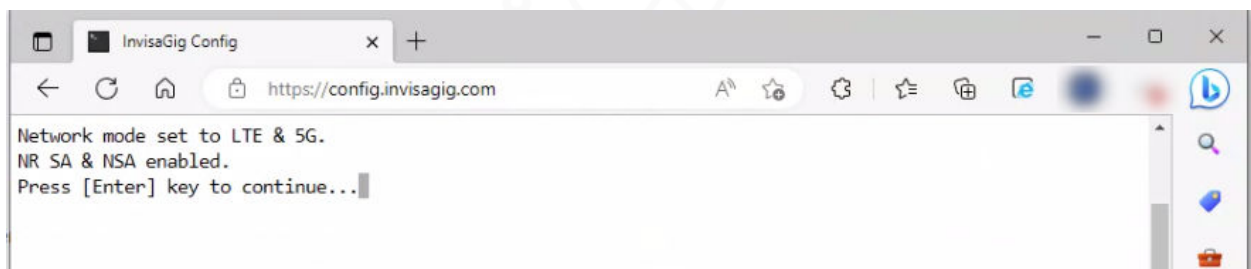 InvisaGig Config
https://config.invisagig.com
Network mode set to LTE & 5G.
NR SA & NSA enabled.
Press [Enter] key to continue...